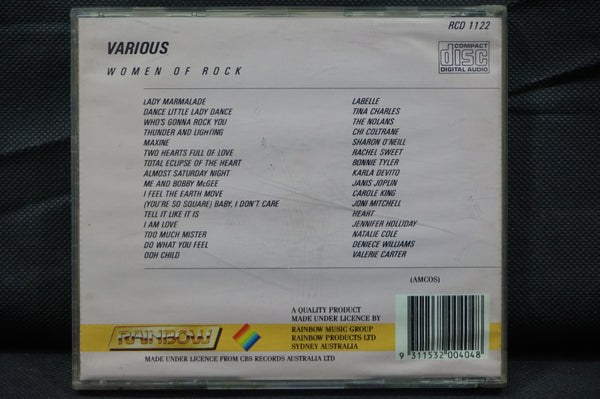 VARIOUS RCD 1122
WOMEN OF ROCK COMPACT disc DIGITAL AUDIO
LADY MARMALADE LABELLE
DANCE LITTLE LADY DANCE TINA CHARLES
WHO'S GONNA ROCK YOU THE NOLANS
THUNDER AND LIGHTING CHI COLTRANE
MAXINE SHARON O'NEILL
TWO HEARTS FULL OF LOVE RACHEL SWEET
TOTAL ECLIPSE OF THE HEART BONNIE TYLER
ALMOST SATURDAY NIGHT KARLA DEVITO
ME AND BOBBY McGEE JANIS JOPLIN
I FEEL THE EARTH MOVE CAROLE KING
(YOU'RE SO SQUARE) BABY, I DON'T CARE JONI MITCHELL
TELL IT LIKE IT IS HEART
I AM LOVE JENNIFER HOLLIDAY
TOO MUCH MISTER NATALIE COLE
DO WHAT YOU FEEL DENIECE WILLIAMS
OOH CHILD VALERIE CARTER
(AMCOS)
A QUALITY PRODUCT
MADE UNDER LICENCE BY
RAINBOW RAINBOW MUSIC GROUP
RAINBOW PRODUCTS LTD
SYDNEY AUSTRALIA
MADE UNDER LICENCE FROM CBS RECORDS AUSTRALIA LTD
9 311532 004048